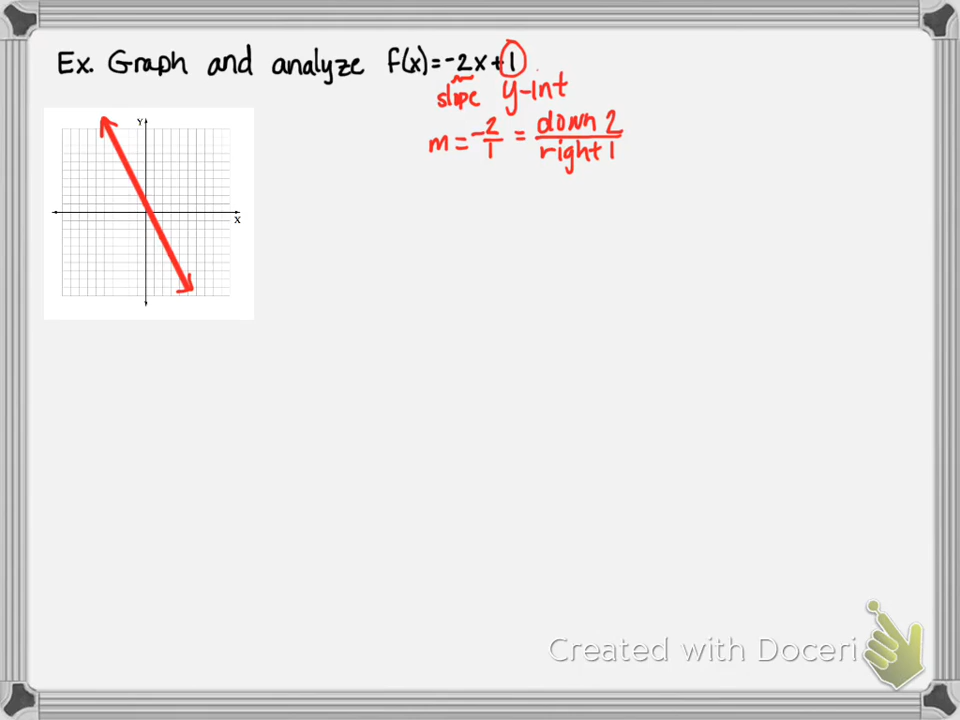 Ex. Graph and analyze f(x)=-2x+1
slope y-int
m = -2/1 = down 2/right 1
Y
X
Created with Doceri